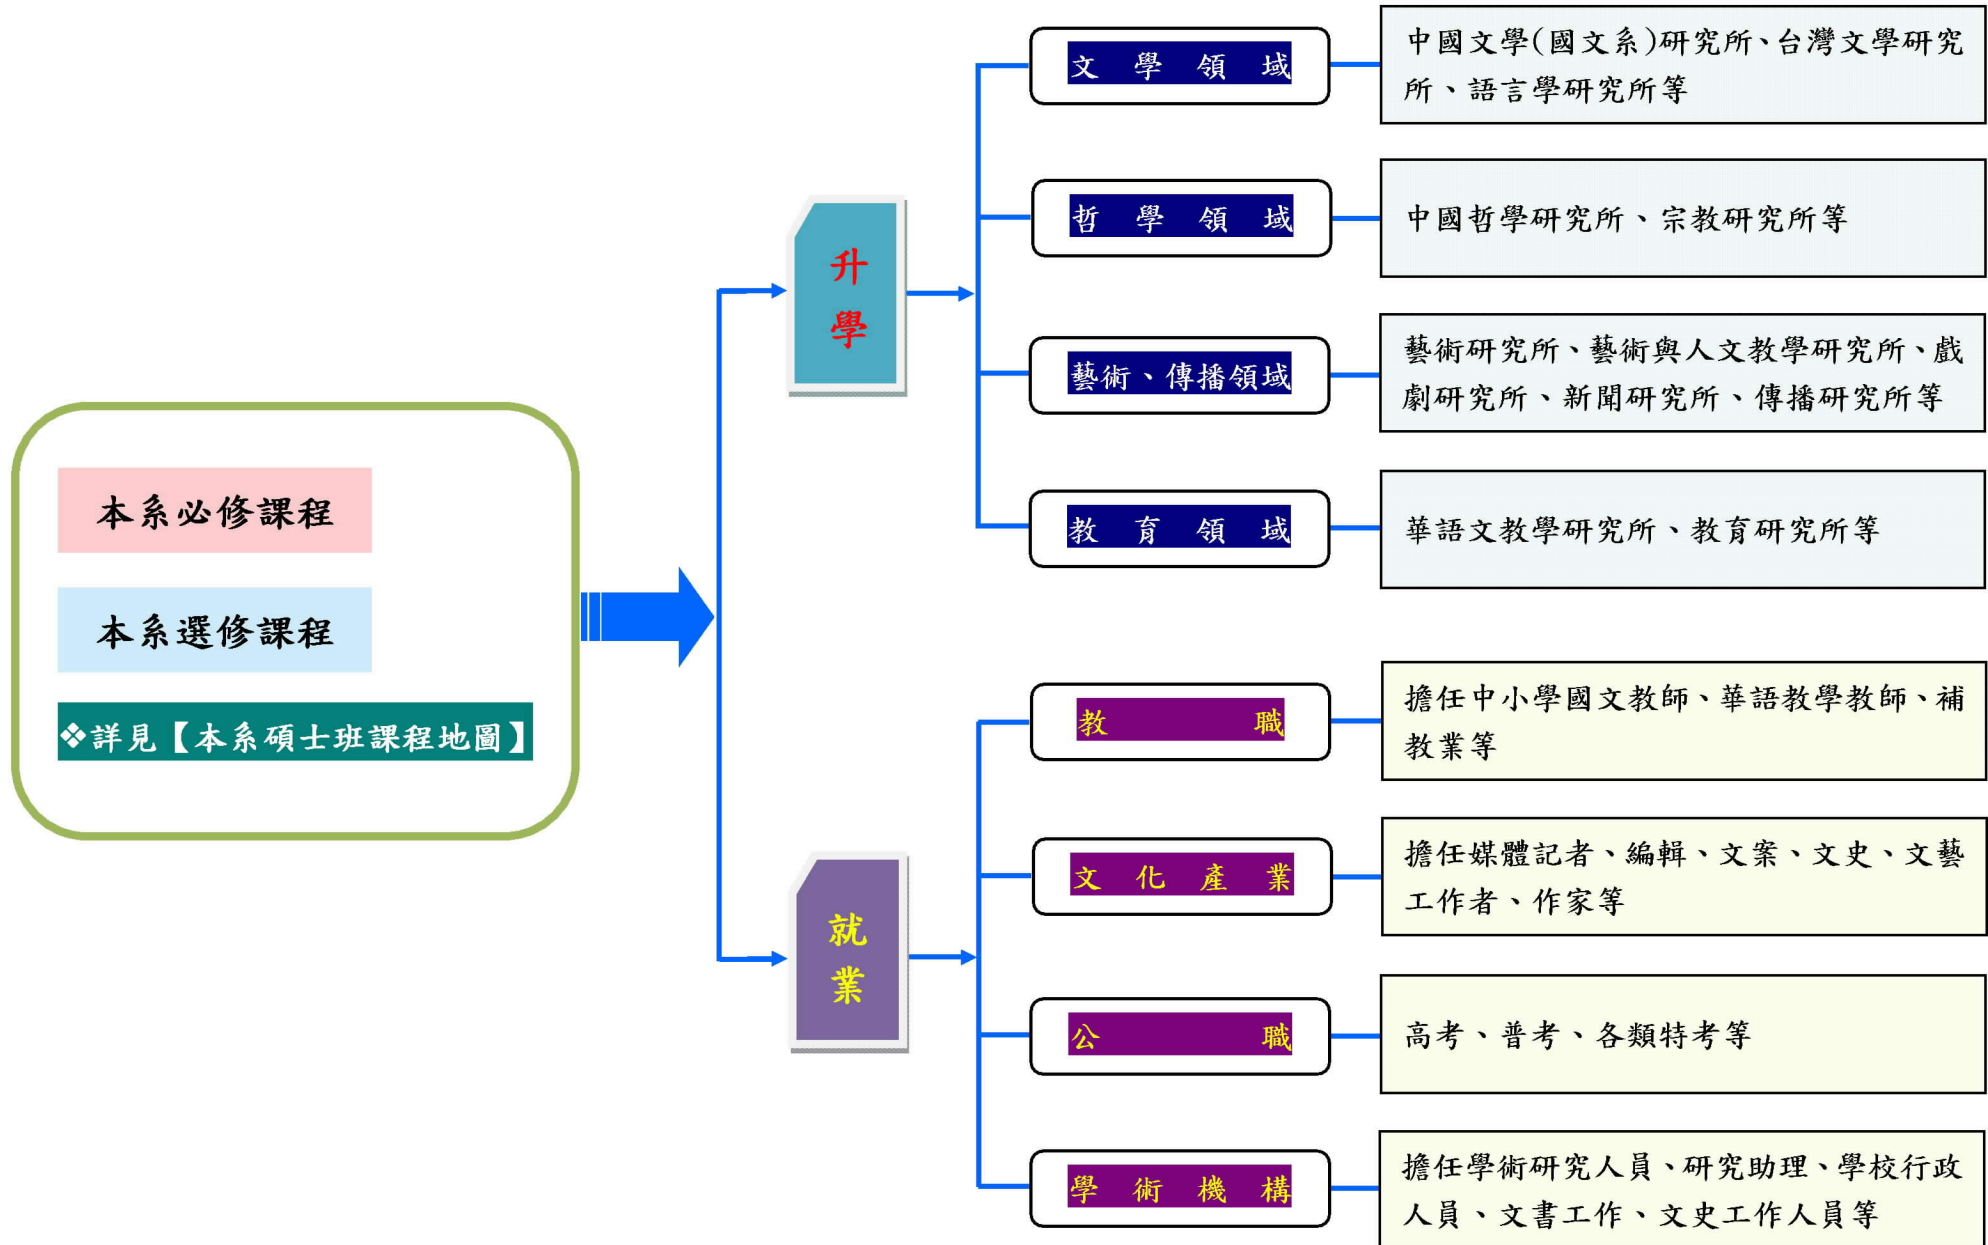 本系必修課程
本系選修課程
❖詳見【本系碩士班課程地圖】
升
學
文學領域
中國文學(國文系)研究所、台灣文學研究
所、語言學研究所等
哲學領域
中國哲學研究所、宗教研究所等
藝術、傳播領域
藝術研究所、藝術與人文教學研究所、戲
劇研究所、新聞研究所、傳播研究所等
教育領域
華語文教學研究所、教育研究所等
就
業
教職
擔任中小學國文教師、華語教學教師、補
教業等
文化產業
擔任媒體記者、編輯、文案、文史、文藝
工作者、作家等
公職
高考、普考、各類特考等
學術機構
擔任學術研究人員、研究助理、學校行政
人員、文書工作、文史工作人員等